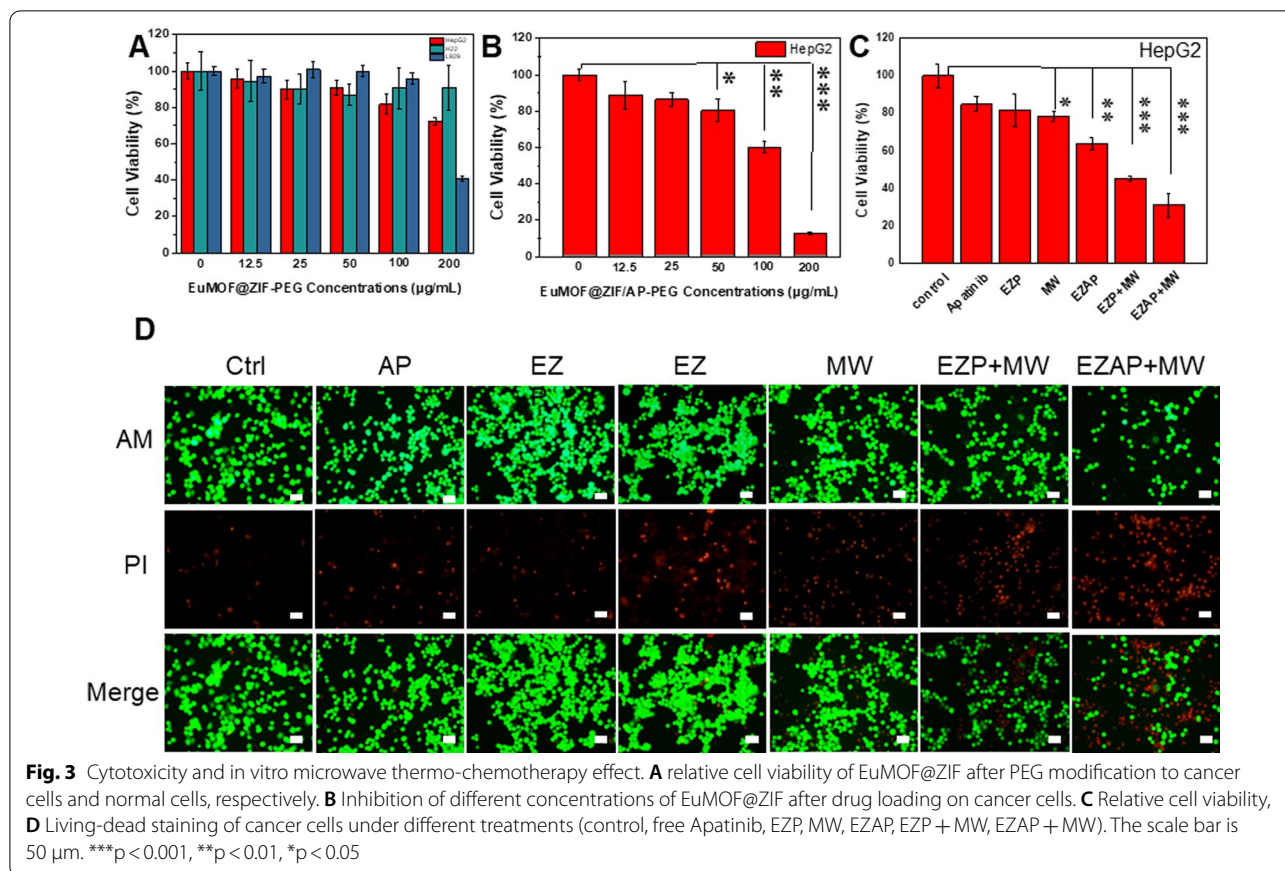 A
HepG2
H22
L929
Cell Viability (%)
120
100
80
60
40
20
0
0 12.5 25 50 100 200
EuMOF@ZIF-PEG Concentrations (µg/mL)
B
HepG2
Cell Viability (%)
120
100
80
60
40
20
0
*
**
***
0 12.5 25 50 100 200
EuMOF@ZIF/AP-PEG Concentrations (µg/mL)
C
HepG2
Cell Viability (%)
100
80
60
40
20
0
*
**
***
***
control Apatinib EZP MW EZAP EZP+MW EZAP+MW
D
Ctrl AP EZ EZ MW EZP+MW EZAP+MW
AM
PI
Merge
Fig. 3 Cytotoxicity and in vitro microwave thermo-chemotherapy effect. A relative cell viability of EuMOF@ZIF after PEG modification to cancer
cells and normal cells, respectively. B Inhibition of different concentrations of EuMOF@ZIF after drug loading on cancer cells. C Relative cell viability,
D Living-dead staining of cancer cells under different treatments (control, free Apatinib, EZP, MW, EZAP, EZP + MW, EZAP + MW). The scale bar is
50 µm. ***p < 0.001, **p < 0.01, *p < 0.05